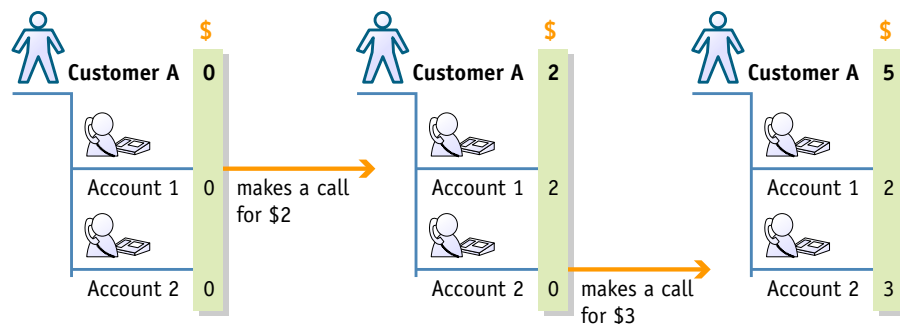 $
Customer A 0
Account 1 0
Account 2 0
makes a call
for $2
$
Customer A 2
Account 1 2
Account 2 0
makes a call
for $3
$
Customer A 5
Account 1 2
Account 2 3